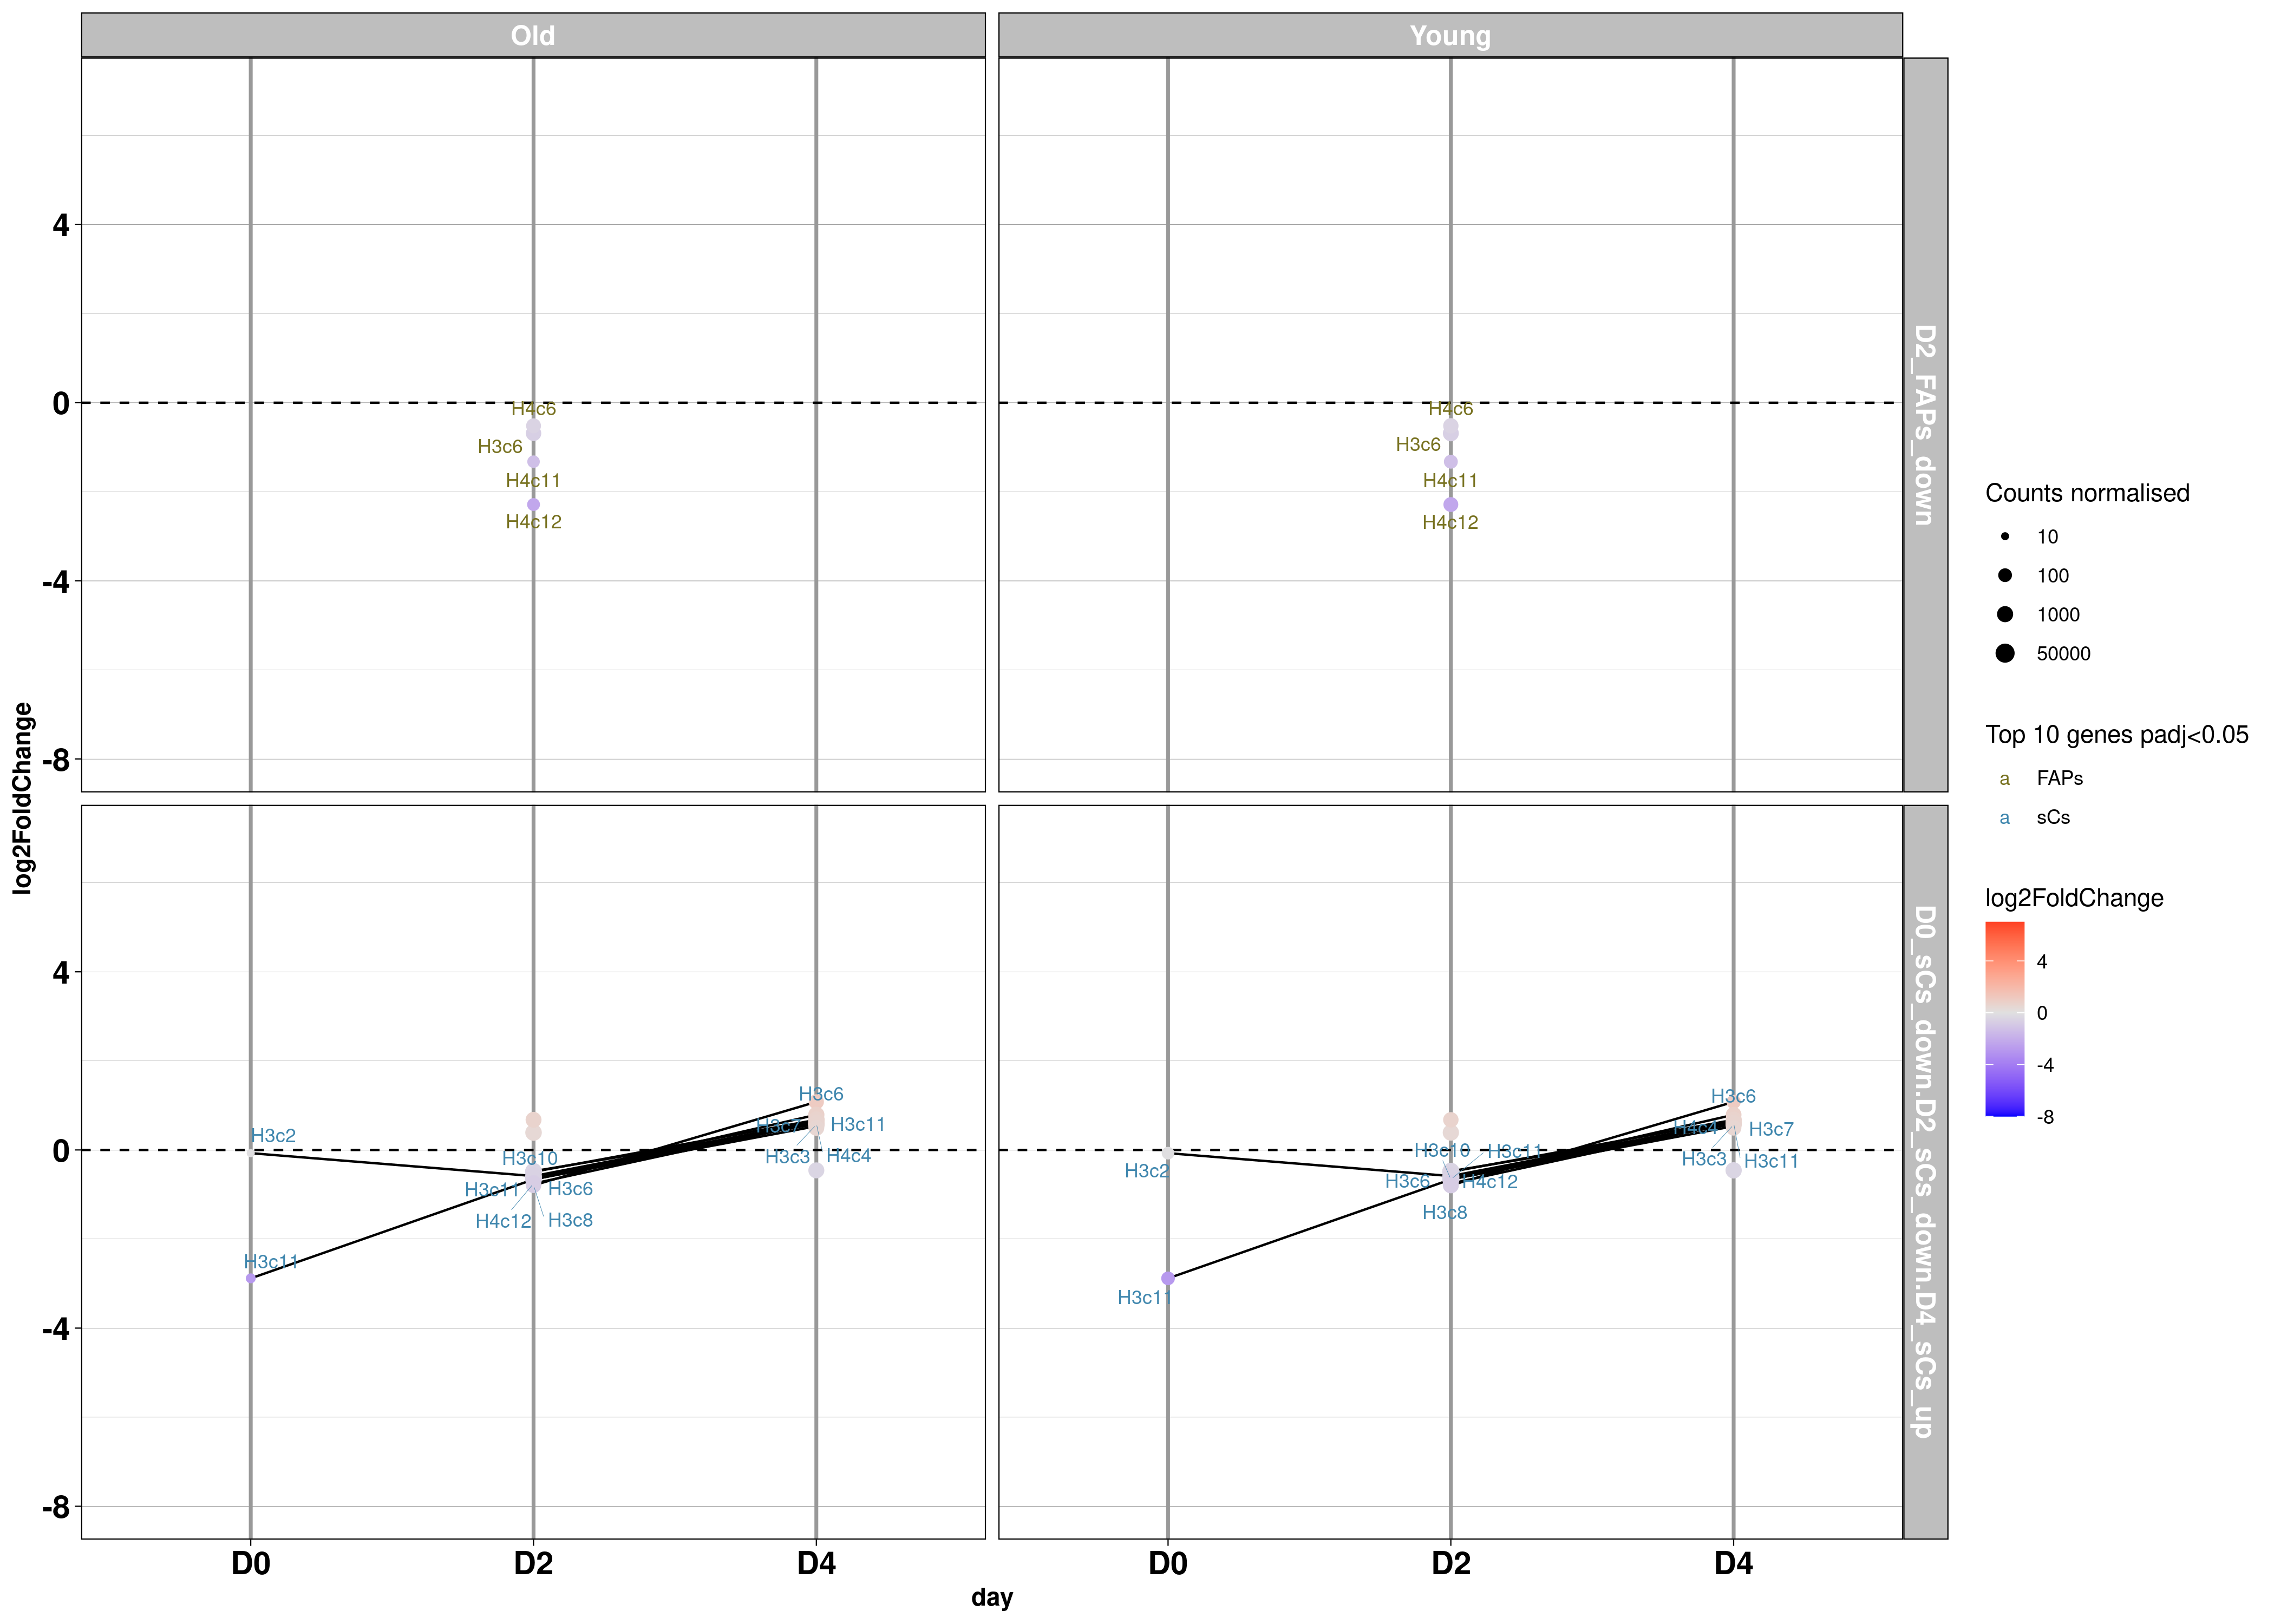 Old
Young
4
0
-4
-8
H4c6
H3c6
H4c11
H4c12
H4c6
H3c6
H4c11
H4c12
D2_FAPs_down
log2FoldChange
4
0
-4
-8
H3c2
H3c11
H3c10
H3c11
H3c6
H4c12
H3c8
H3c6
H3c7
H3c11
H3c3
H4c4
H3c2
H3c11
H3c10
H3c11
H3c6
H4c12
H3c8
H3c6
H4c4
H3c7
H3c3
H3c11
D0_sCs_down.D2_sCs_down.D4_sCs_up
D0
D2
D4
D0
D2
D4
day
Counts normalised
10
100
1000
50000
Top 10 genes padj<0.05
a FAPs
a sCs
log2FoldChange
4
0
-4
-8